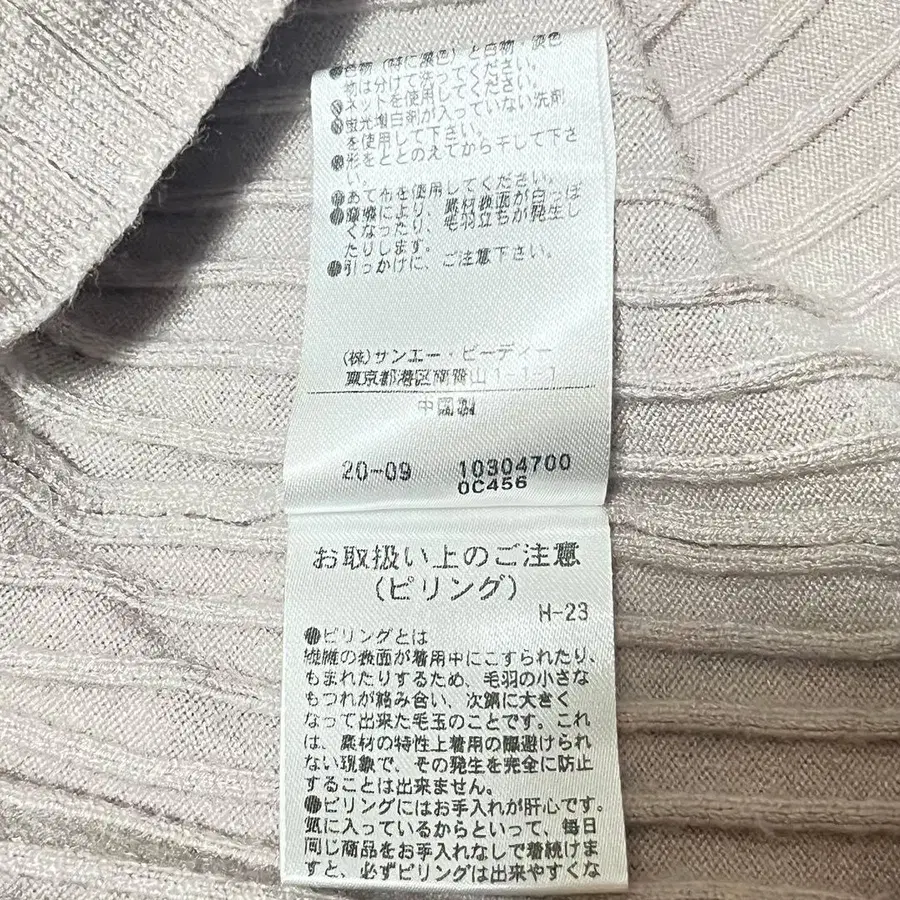 ●色物(特に濃色)と白物・淡色
物は分けて洗ってください。
●ネットを使用してください。
●蛍光増白剤が入っていない洗剤
を使用して下さい。
●形をととのえてから干して下さ
い。
●あて布を使用してください。
●摩擦により、素材表面が白っぽ
くなったり、毛羽立ちが発生し
たりします。
●引っかけに、ご注意下さい。
(株)サンエー・ビーディー
東京都港区南青山1-1-1
中国製
20-09 10304700
0C456
お取扱い上のご注意
(ピリング)
H-23
●ピリングとは
繊維の表面が着用中にこすられたり、
もまれたりするため、毛羽の小さな
もつれが絡み合い、次第に大きく
なって出来た毛玉のことです。これ
は、素材の特性上着用の際避けられ
ない現象で、その発生を完全に防止
することは出来ません。
●ピリングにはお手入れが肝心です。
気に入っているからといって、毎日
同じ商品をお手入れなしで着続けま
すと、必ずピリングは出来やすくな